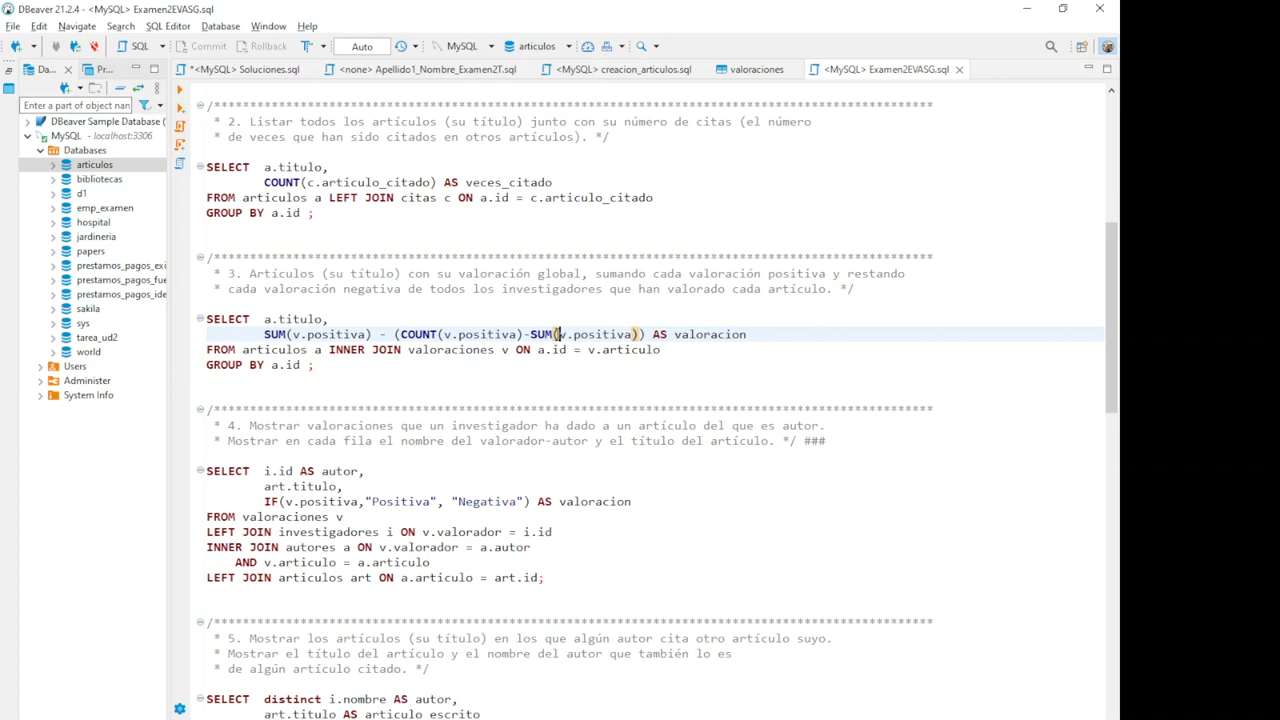 DBeaver 21.2.4 - <MySQL> Examen2EVASG.sql
File Edit Navigate Search SQL Editor Database Window Help
SQL Commit Rollback Auto MySQL articulos
Da... Pr... *<MySQL> Soluciones.sql <none> Apellido1_Nombre_Examen2T.sql <MySQL> creacion_articulos.sql valoraciones <MySQL> Examen2EVASG.sql
Enter a part of object nan
DBeaver Sample Database (
MySQL - localhost:3306
Databases
articulos
bibliotecas
d1
emp_examen
hospital
jardineria
papers
prestamos_pagos_exi
prestamos_pagos_fue
prestamos_pagos_ide
sakila
sys
tarea_ud2
world
Users
Administer
System Info
/****************************************************************************************************
* 2. Listar todos los artículos (su título) junto con su número de citas (el número
* de veces que han sido citados en otros artículos). */
SELECT a.titulo,
COUNT(c.articulo_citado) AS veces_citado
FROM articulos a LEFT JOIN citas c ON a.id = c.articulo_citado
GROUP BY a.id ;
/****************************************************************************************************
* 3. Artículos (su título) con su valoración global, sumando cada valoración positiva y restando
cada valoración negativa de todos los investigadores que han valorado cada artículo. */
SELECT a.titulo,
SUM(v.positiva) - (COUNT(v.positiva)-SUM(v.positiva)) AS valoracion
FROM articulos a INNER JOIN valoraciones v ON a.id = v.articulo
GROUP BY a.id ;
/****************************************************************************************************
* 4. Mostrar valoraciones que un investigador ha dado a un artículo del que es autor.
* Mostrar en cada fila el nombre del valorador-autor y el título del artículo. */ ###
SELECT i.id AS autor,
art.titulo,
IF(v.positiva,"Positiva", "Negativa") AS valoracion
FROM valoraciones v
LEFT JOIN investigadores i ON v.valorador = i.id
INNER JOIN autores a ON v.valorador = a.autor
AND v.articulo = a.articulo
LEFT JOIN articulos art ON a.articulo = art.id;
/****************************************************************************************************
* 5. Mostrar los artículos (su título) en los que algún autor cita otro artículo suyo.
* Mostrar el título del artículo y el nombre del autor que también lo es
* de algún artículo citado. */
SELECT distinct i.nombre AS autor,
art.titulo AS articulo escrito